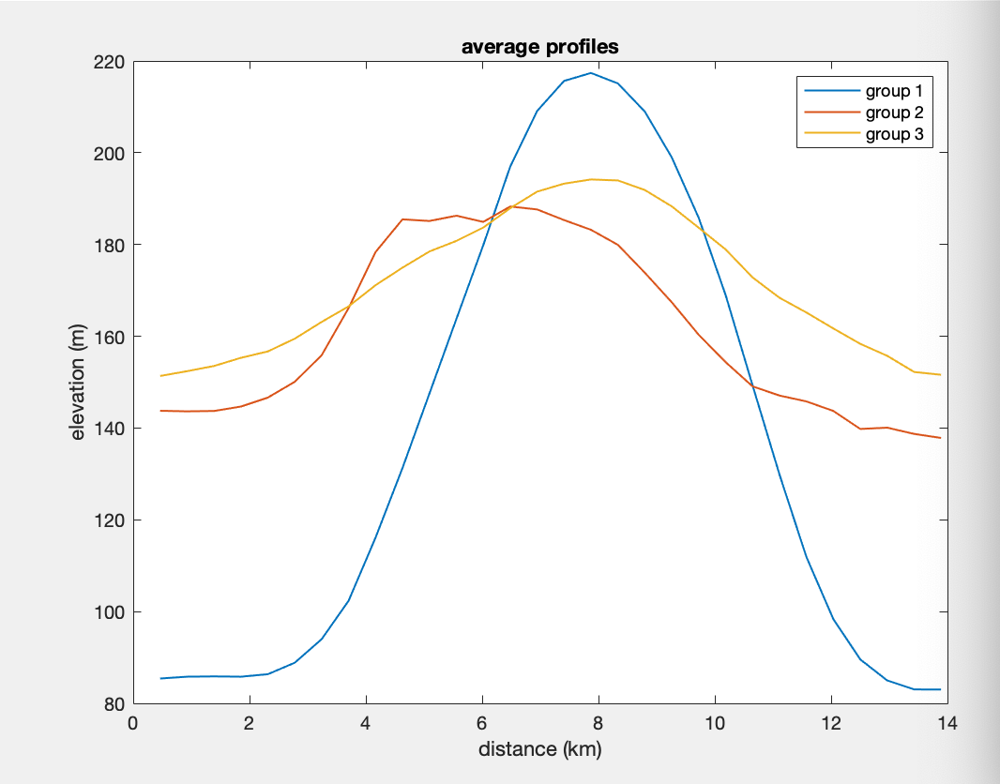 average profiles
220
200
180
160
140
120
100
80
elevation (m)
group 1
group 2
group 3
0 2 4 6 8 10 12 14
distance (km)